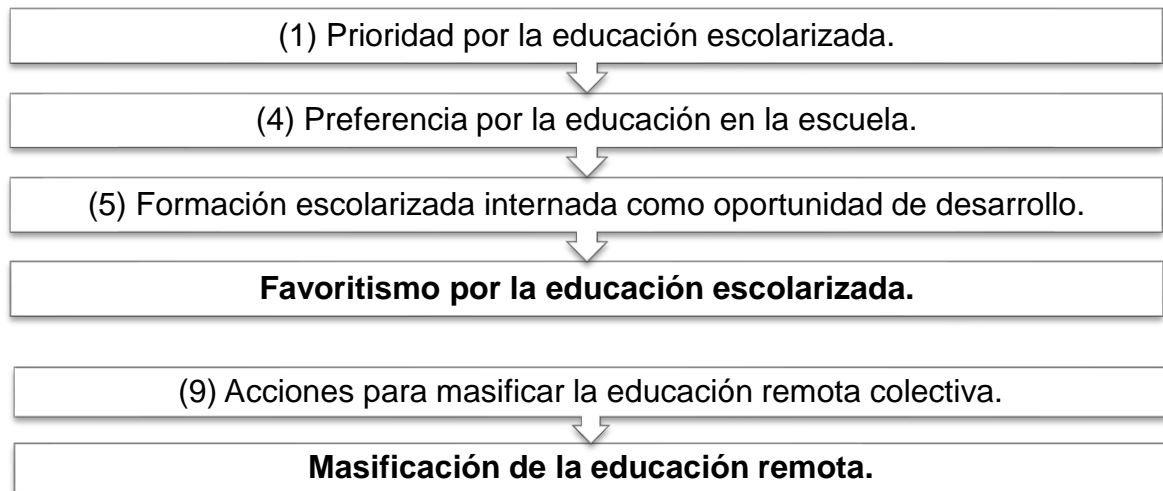 (1) Prioridad por la educación escolarizada.
(4) Preferencia por la educación en la escuela.
(5) Formación escolarizada internada como oportunidad de desarrollo.
Favoritismo por la educación escolarizada.
(9) Acciones para masificar la educación remota colectiva.
Masificación de la educación remota.